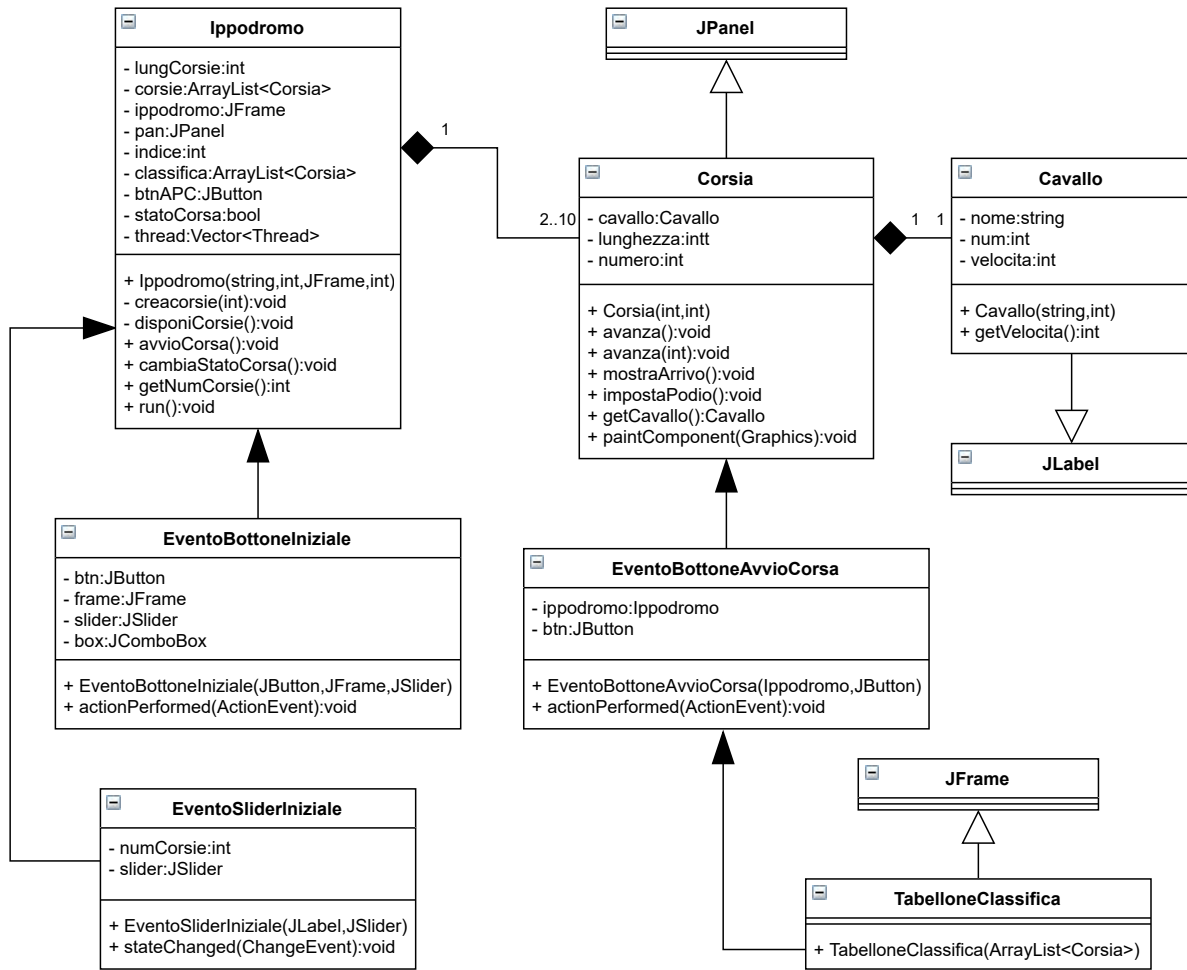 Ippodromo
- lungCorsie:int
- corsie:ArrayList<Corsia>
- ippodromo:JFrame
- pan:JPanel
- indice:int
- classifica:ArrayList<Corsia>
- btnAPC:JButton
- statoCorsa:bool
- thread:Vector<Thread>
+ Ippodromo(string,int,JFrame,int)
- creacorsie(int):void
- disponiCorsie():void
+ avvioCorsa():void
+ cambiaStatoCorsa():void
+ getNumCorsie():int
+ run():void
1
2..10
JPanel
Corsia
- cavallo:Cavallo
- lunghezza:intt
- numero:int
+ Corsia(int,int)
+ avanza():void
+ avanza(int):void
+ mostraArrivo():void
+ impostaPodio():void
+ getCavallo():Cavallo
+ paintComponent(Graphics):void
1
1
Cavallo
- nome:string
- num:int
- velocita:int
+ Cavallo(string,int)
+ getVelocita():int
JLabel
EventoBottoneIniziale
- btn:JButton
- frame:JFrame
- slider:JSlider
- box:JComboBox
+ EventoBottoneIniziale(JButton,JFrame,JSlider)
+ actionPerformed(ActionEvent):void
EventoBottoneAvvioCorsa
- ippodromo:Ippodromo
- btn:JButton
+ EventoBottoneAvvioCorsa(Ippodromo,JButton)
+ actionPerformed(ActionEvent):void
EventoSliderIniziale
- numCorsie:int
- slider:JSlider
+ EventoSliderIniziale(JLabel,JSlider)
+ stateChanged(ChangeEvent):void
JFrame
TabelloneClassifica
+ TabelloneClassifica(ArrayList<Corsia>)